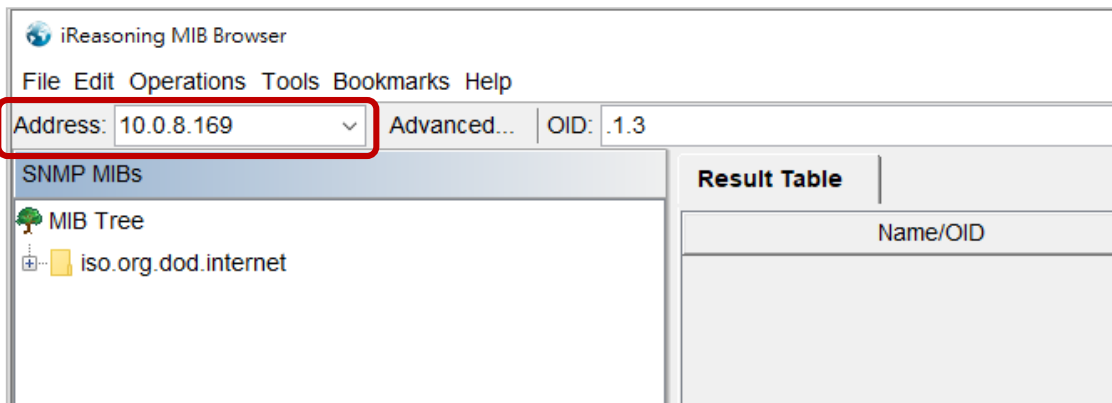 iReasoning MIB Browser
File Edit Operations Tools Bookmarks Help
Address: 10.0.8.169 Advanced... OID: .1.3
SNMP MIBs
Result Table
MIB Tree
Name/OID
iso.org.dod.internet